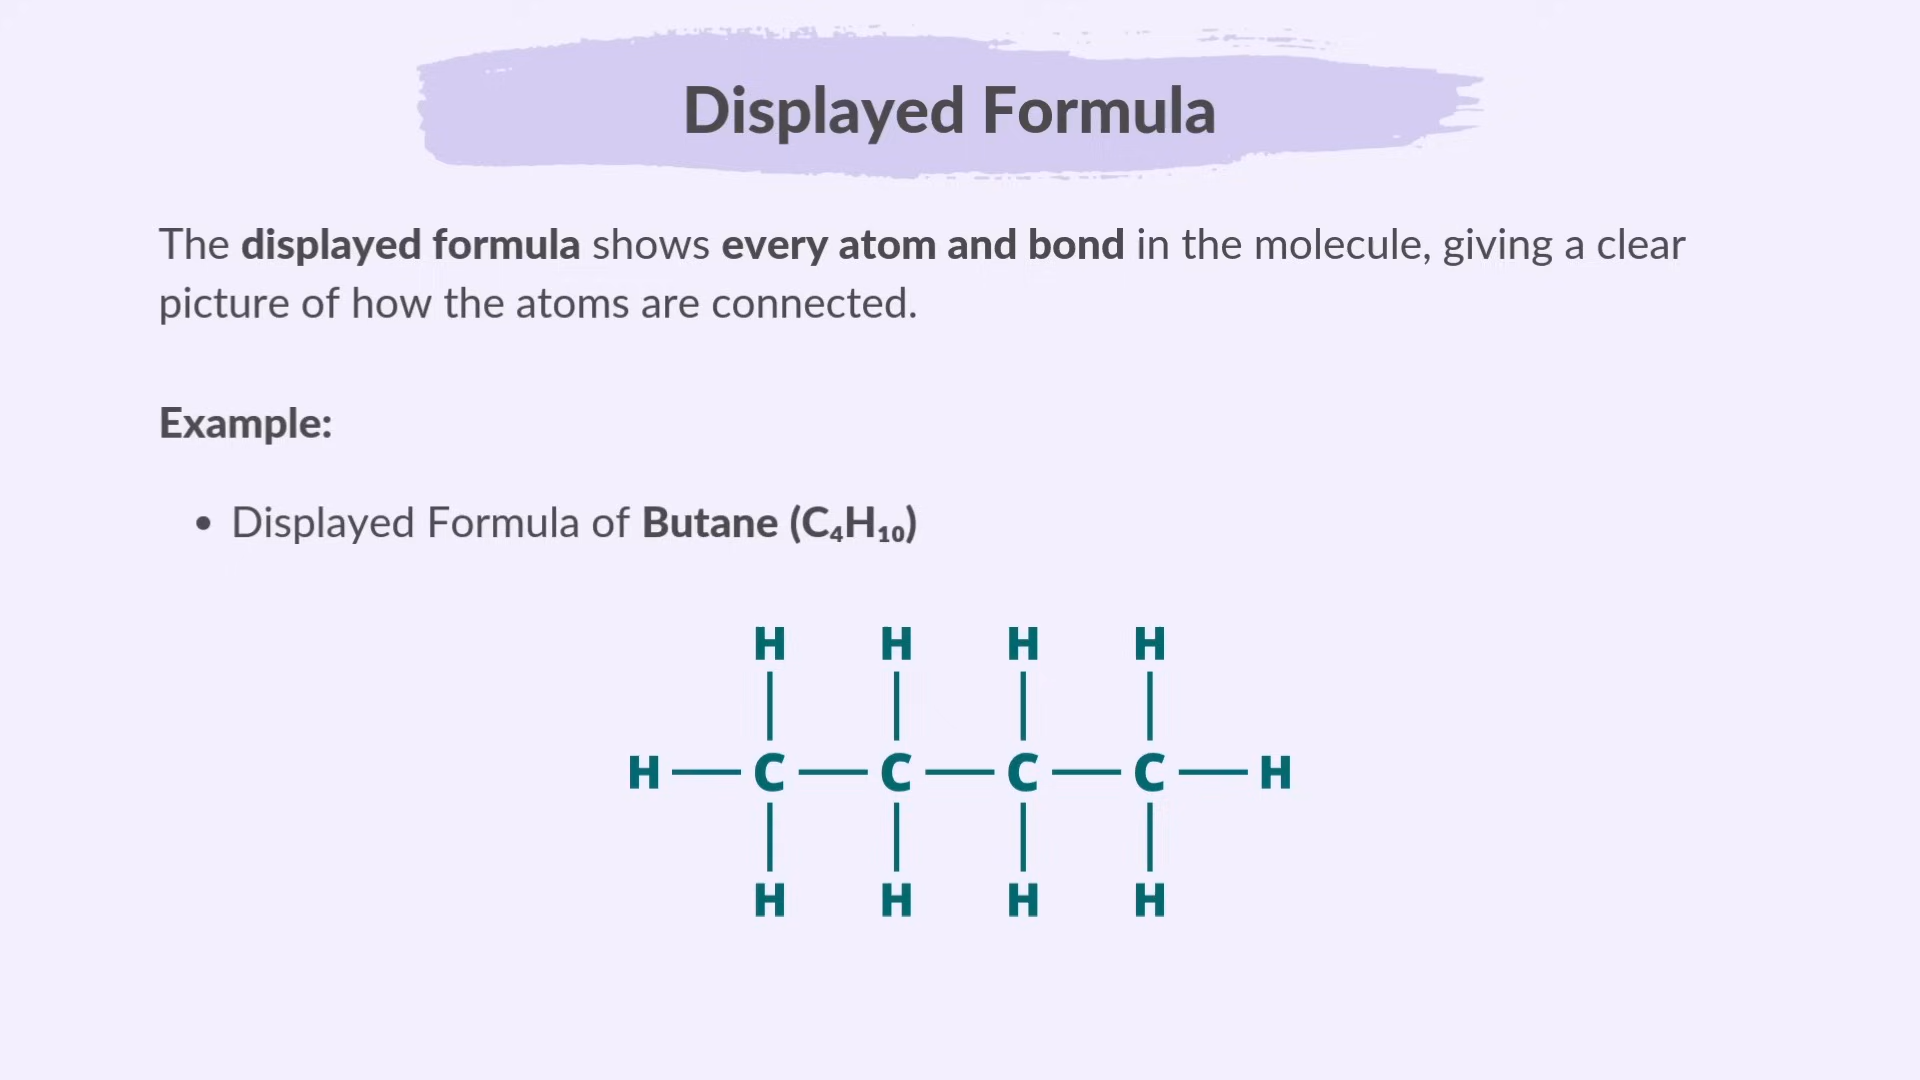 Displayed Formula
The displayed formula shows every atom and bond in the molecule, giving a clear
picture of how the atoms are connected.
Example:
• Displayed Formula of Butane (C₄H₁₀)
H H H H
H — C — C — C — C — H
H H H H